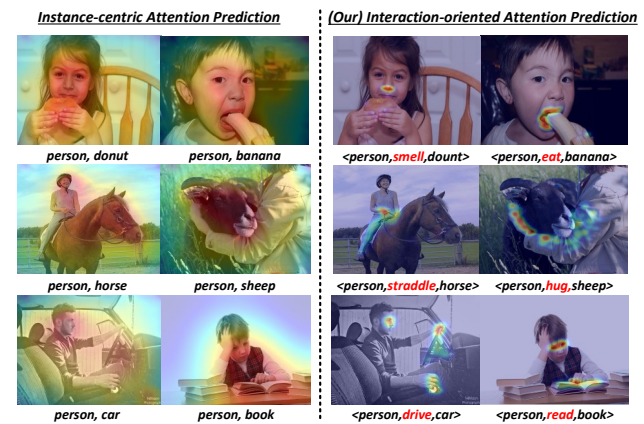 Instance-centric Attention Prediction
(Our) Interaction-oriented Attention Prediction
person, donut
person, banana
<person,smell,dount>
<person,eat,banana>
person, horse
person, sheep
<person,straddle,horse>
<person,hug,sheep>
person, car
person, book
<person,drive,car>
<person,read,book>